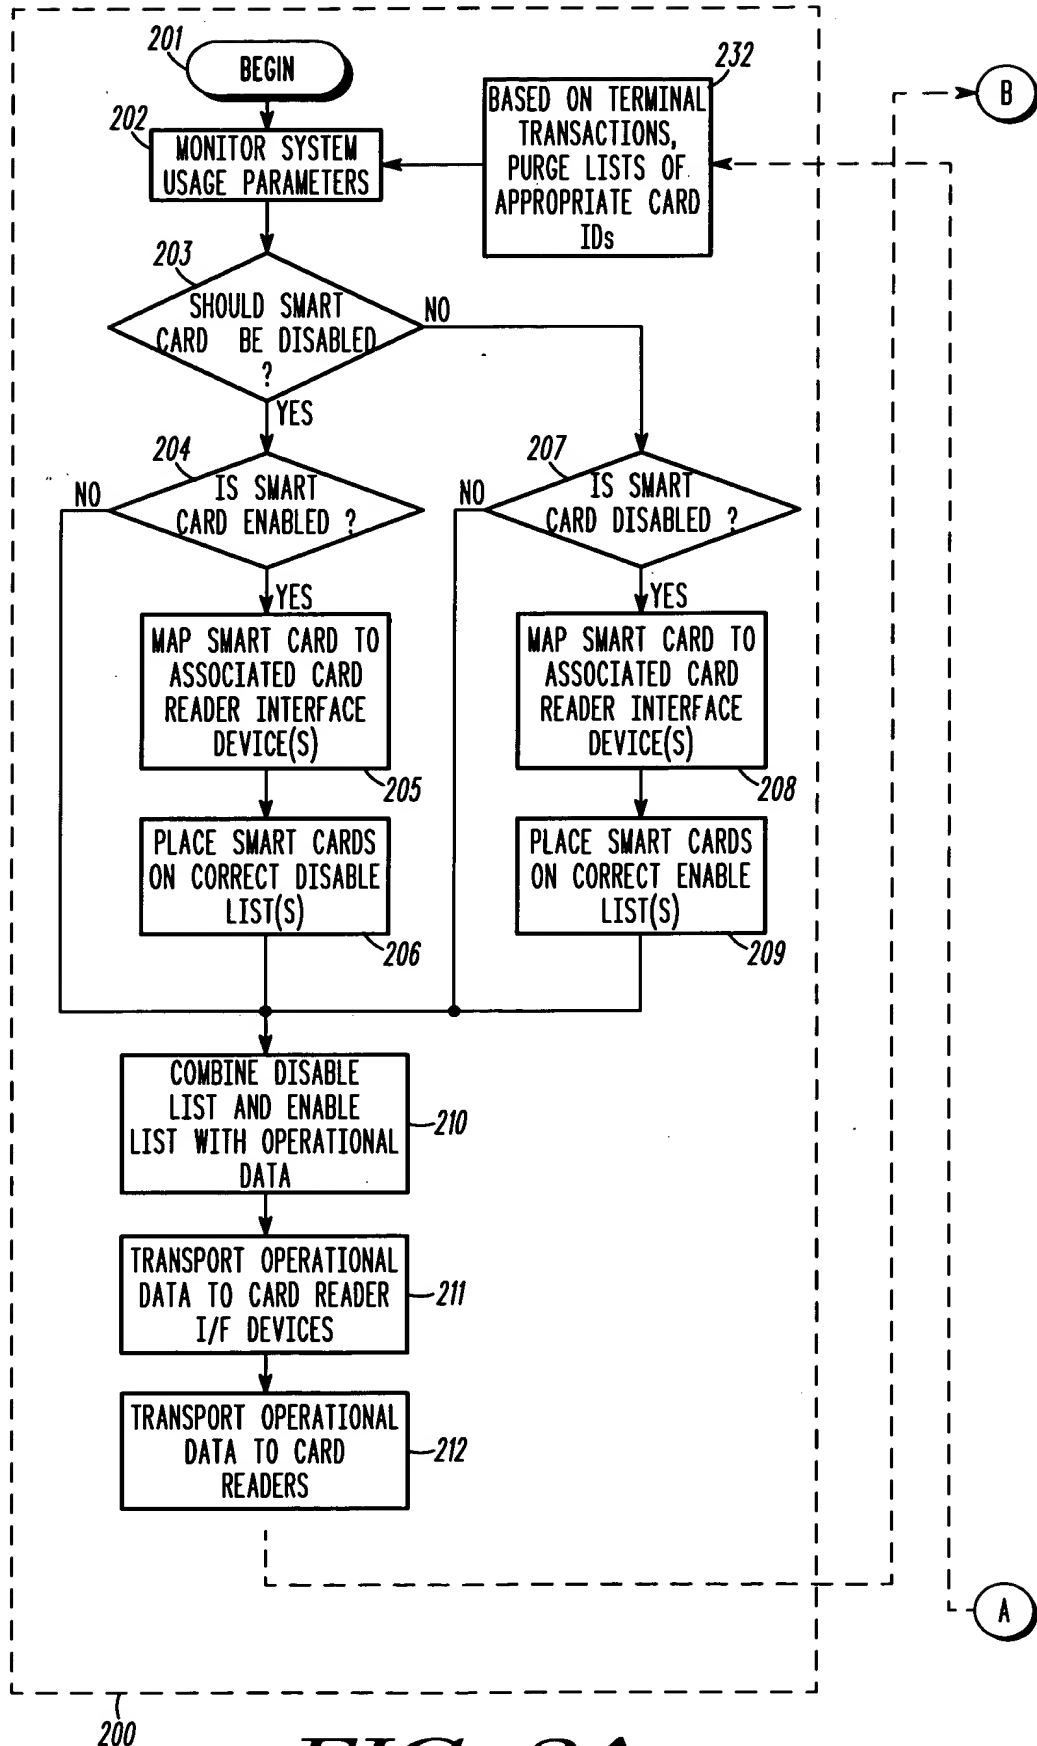 201
BEGIN
232
BASED ON TERMINAL
TRANSACTIONS,
PURGE LISTS OF
APPROPRIATE CARD
IDs
B
202
MONITOR SYSTEM
USAGE PARAMETERS
203
SHOULD SMART
CARD BE DISABLED
?
NO
YES
204
IS SMART
CARD ENABLED ?
NO
YES
207
IS SMART
CARD DISABLED ?
NO
YES
MAP SMART CARD TO
ASSOCIATED CARD
READER INTERFACE
DEVICE(S)
205
MAP SMART CARD TO
ASSOCIATED CARD
READER INTERFACE
DEVICE(S)
208
PLACE SMART CARDS
ON CORRECT DISABLE
LIST(S)
206
PLACE SMART CARDS
ON CORRECT ENABLE
LIST(S)
209
COMBINE DISABLE
LIST AND ENABLE
LIST WITH OPERATIONAL
DATA
210
TRANSPORT OPERATIONAL
DATA TO CARD READER
I/F DEVICES
211
TRANSPORT OPERATIONAL
DATA TO CARD
READERS
212
A
200